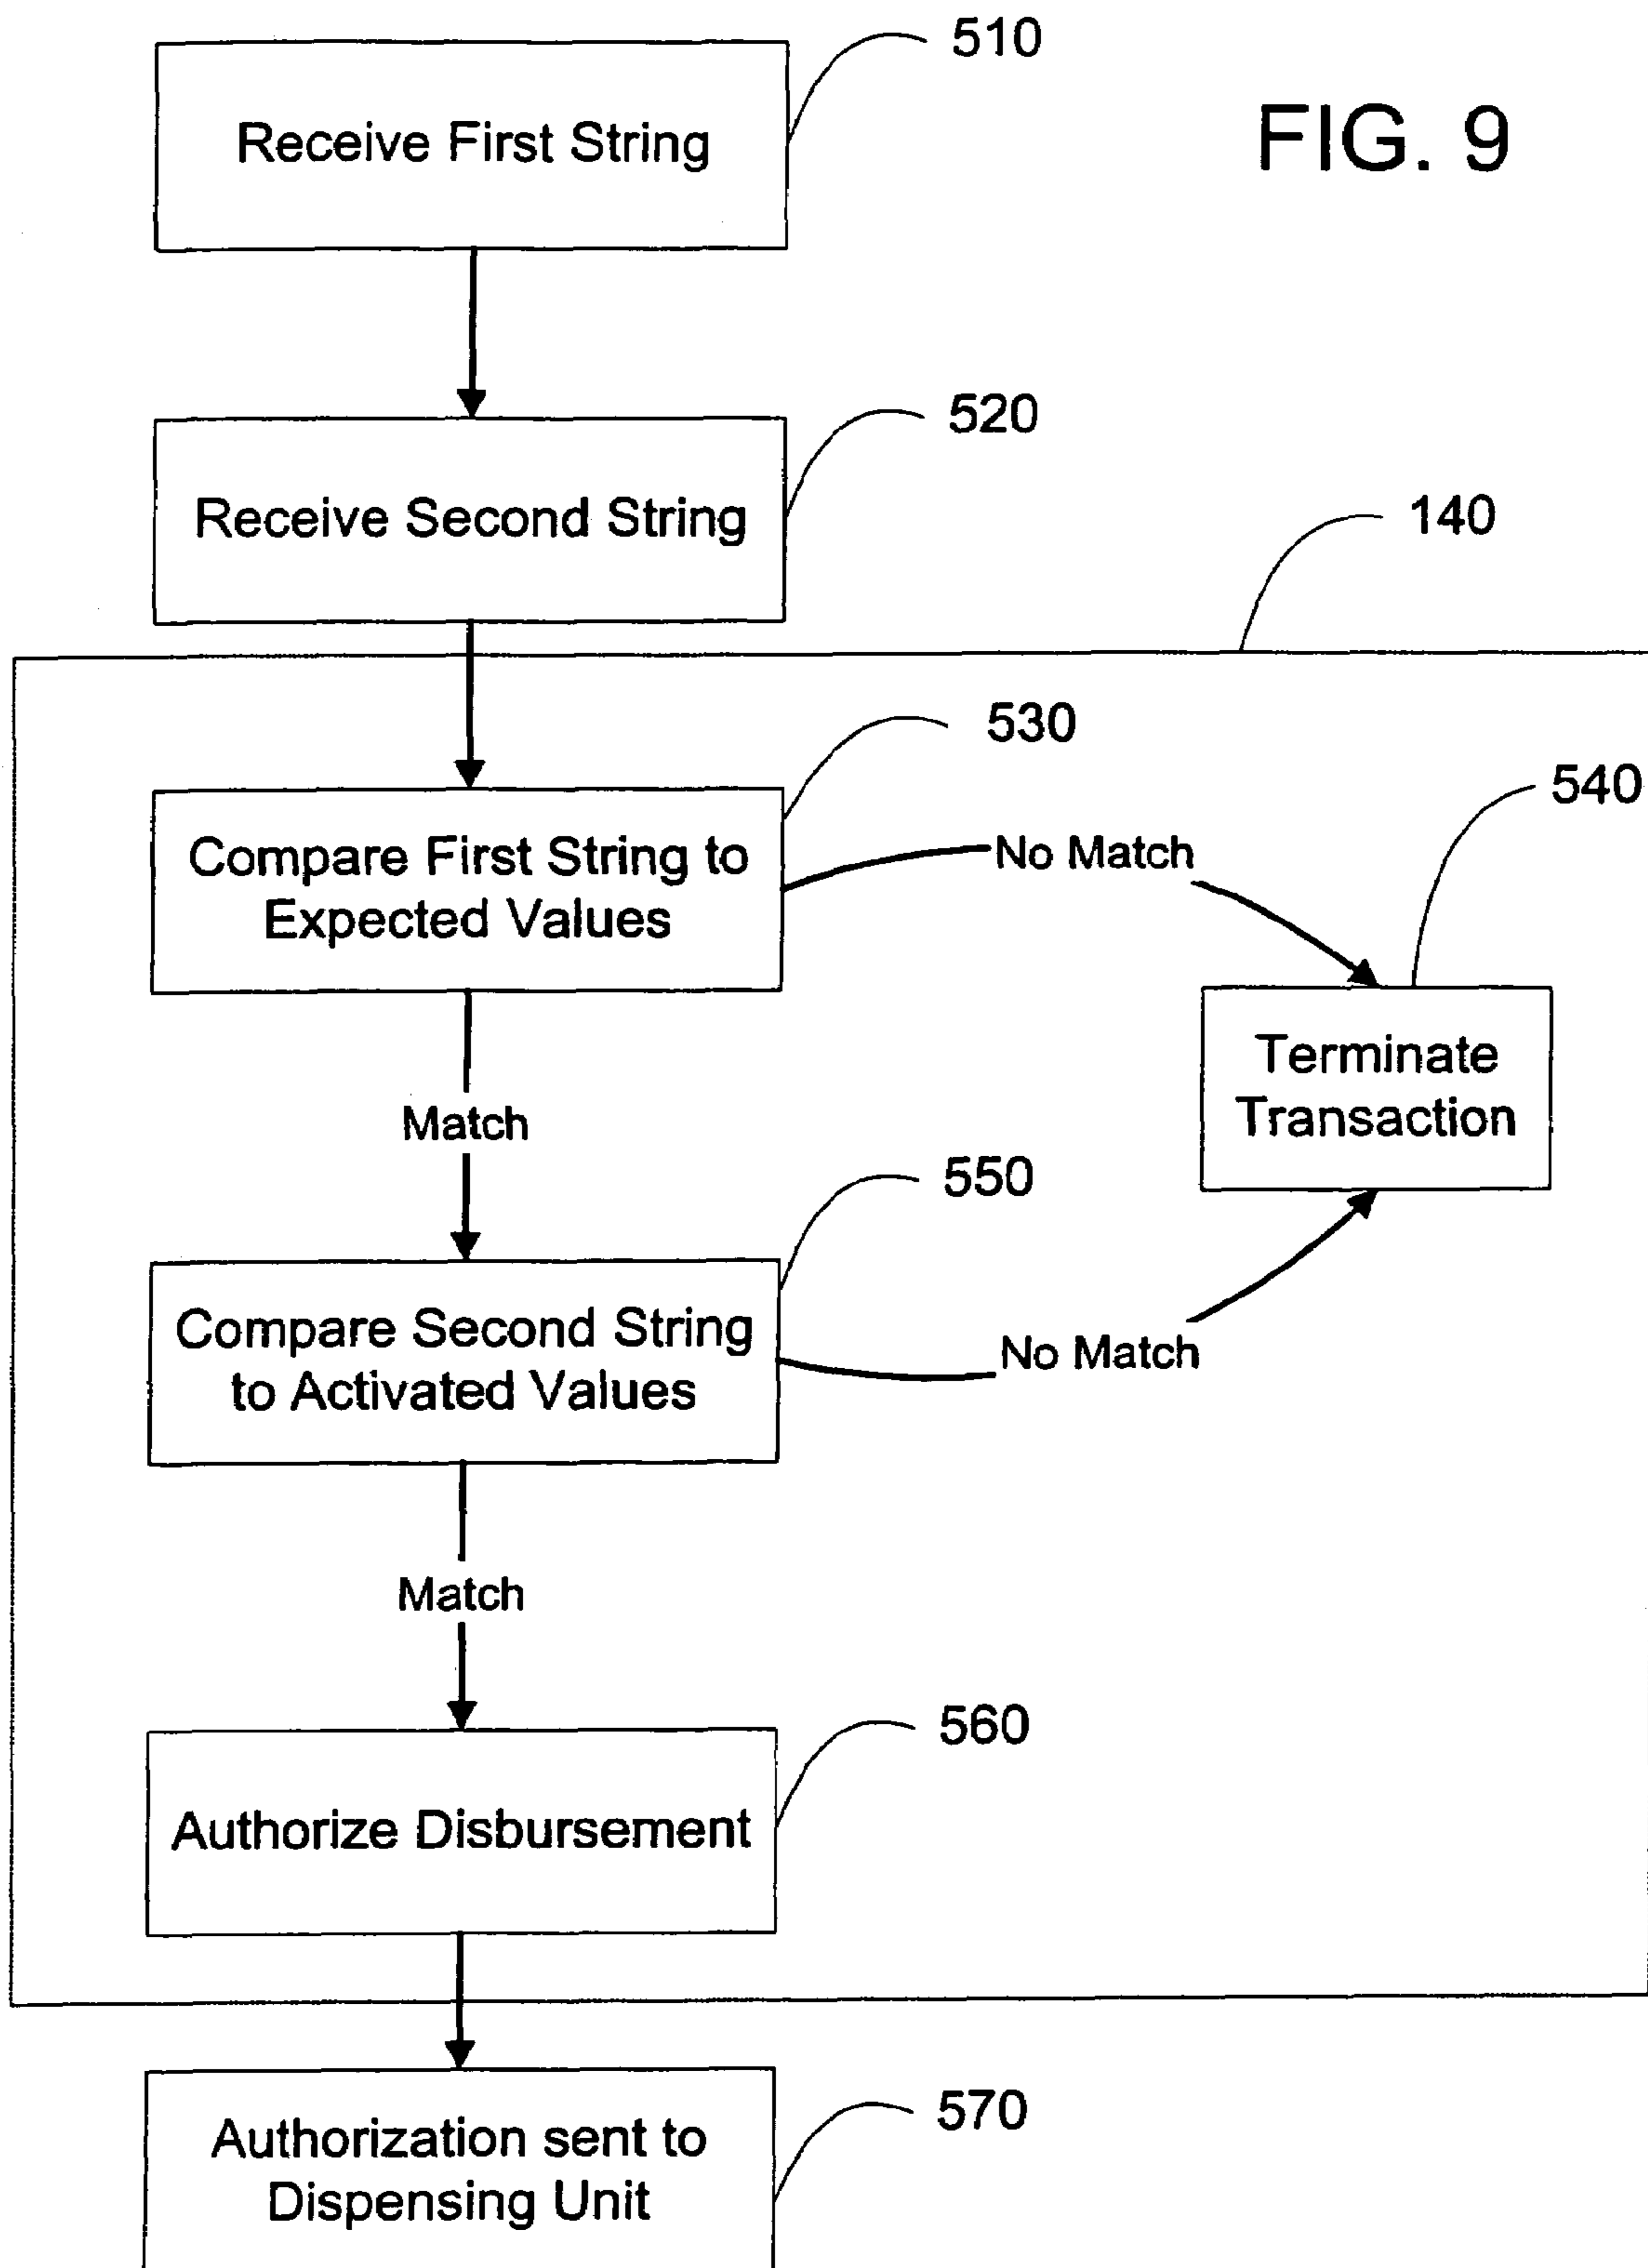 510
FIG. 9
Receive First String
520
Receive Second String
140
530
540
Compare First String to
Expected Values
No Match
Terminate
Transaction
Match
550
Compare Second String
to Activated Values
No Match
Match
560
Authorize Disbursement
570
Authorization sent to
Dispensing Unit